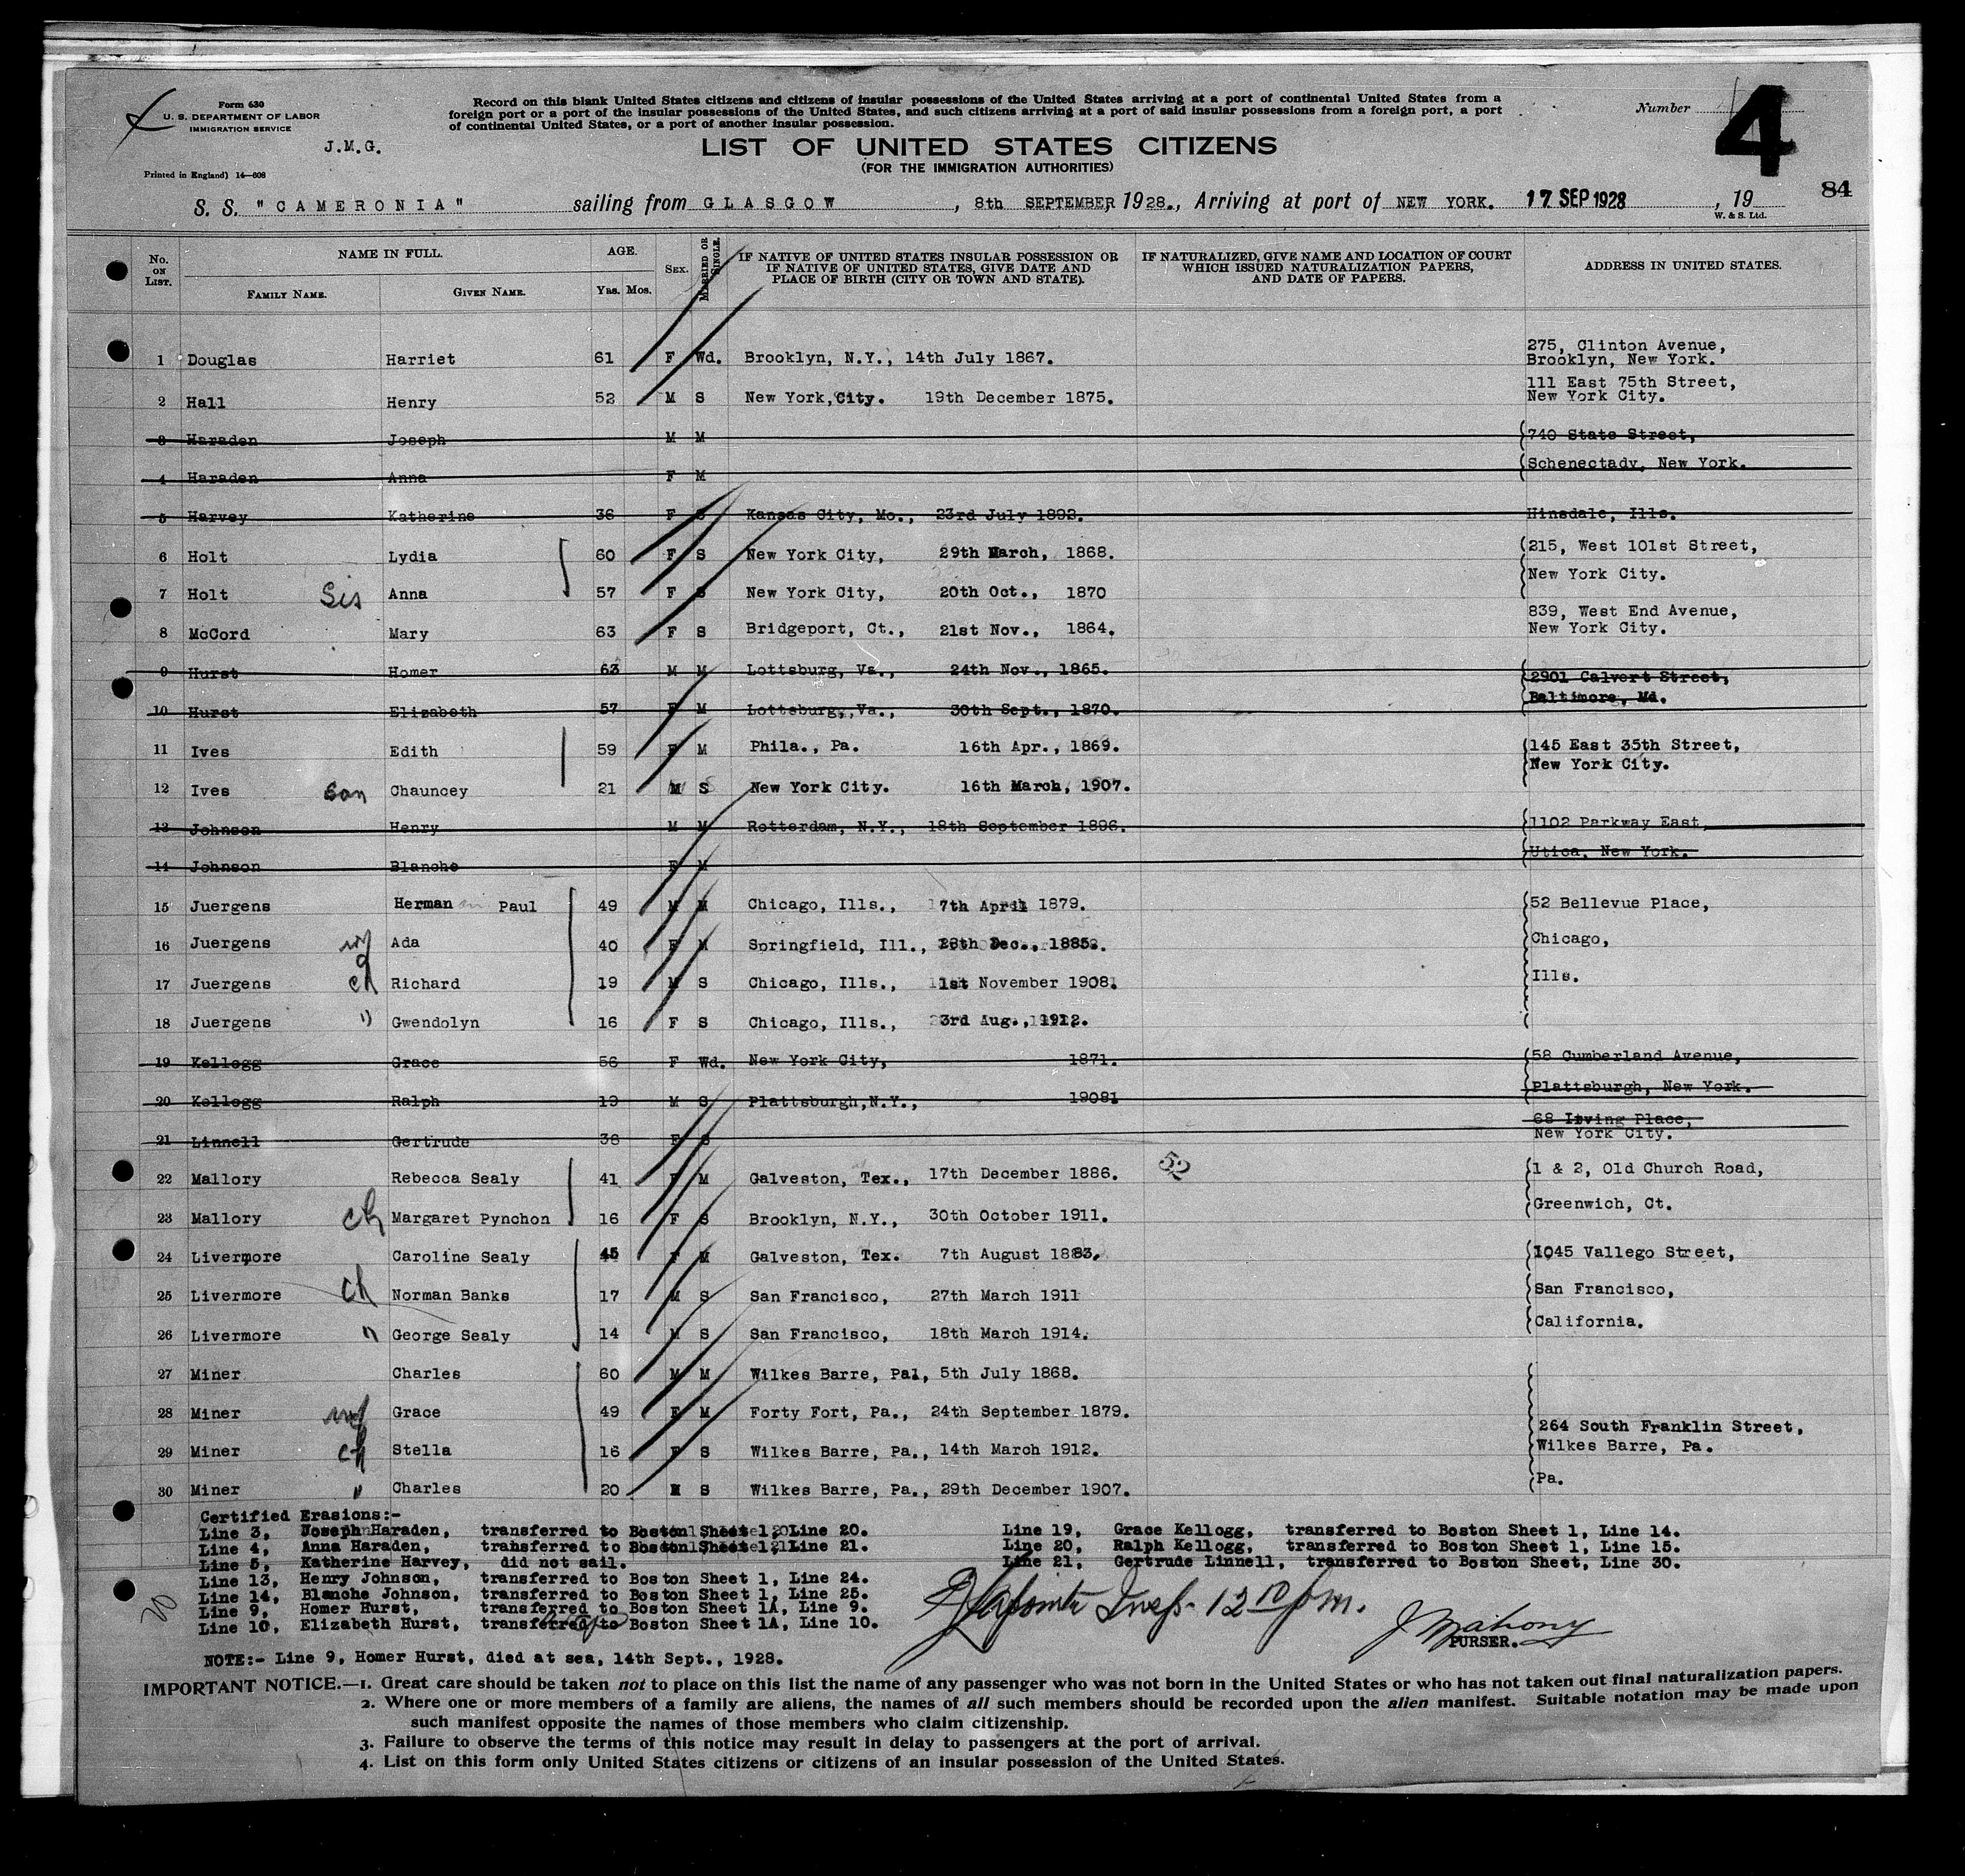 Form 630
U. S. DEPARTMENT OF LABOR
IMMIGRATION SERVICE
J.M.G.
Printed in England) 14—608
Record on this blank United States citizens and citizens of insular possessions of the United States arriving at a port of continental United States from a
foreign port or a port of the insular possessions of the United States, and such citizens arriving at a port of said insular possessions from a foreign port, a port
of continental United States, or a port of another insular possession.
Number 4
LIST OF UNITED STATES CITIZENS
(FOR THE IMMIGRATION AUTHORITIES)
84
S. S. "CAMERONIA" sailing from GLASGOW, 8th SEPTEMBER, 1928., Arriving at port of NEW YORK. 17 SEP 1928, 19
W. & S. Ltd.
No. ON LIST. NAME IN FULL. FAMILY NAME. GIVEN NAME. AGE. Yrs. Mos. SEX. MARRIED OR SINGLE. IF NATIVE OF UNITED STATES INSULAR POSSESSION OR IF NATIVE OF UNITED STATES, GIVE DATE AND PLACE OF BIRTH (CITY OR TOWN AND STATE). IF NATURALIZED, GIVE NAME AND LOCATION OF COURT WHICH ISSUED NATURALIZATION PAPERS, AND DATE OF PAPERS. ADDRESS IN UNITED STATES.
1 Douglas Harriet 61 F Wd. Brooklyn, N.Y., 14th July 1867. 275, Clinton Avenue, Brooklyn, New York.
2 Hall Henry 52 M S New York, City. 19th December 1875. 111 East 75th Street, New York City.
3 Haraden Joseph M M 740 State Street,
4 Haraden Anna F M Schenectady, New York.
5 Harvey Katherine 36 F S Kansas City, Mo., 23rd July 1892. Hinsdale, Ills.
6 Holt Lydia 60 F S New York City, 29th March, 1868. 215, West 101st Street,
7 Holt Sis Anna 57 F S New York City, 20th Oct., 1870 New York City.
8 McCord Mary 63 F S Bridgeport, Ct., 21st Nov., 1864. 839, West End Avenue, New York City.
9 Hurst Homer 63 M M Lottsburg, Va., 24th Nov., 1865. 2901 Calvert Street,
10 Hurst Elizabeth 57 F M Lottsburg, Va., 30th Sept., 1870. Baltimore, Md.
11 Ives Edith 59 F M Phila., Pa. 16th Apr., 1869. 145 East 35th Street, New York City.
12 Ives son Chauncey 21 M S New York City. 16th March, 1907.
13 Johnson Henry M M Rotterdam, N.Y., 18th September 1896. 1102 Parkway East
14 Johnson Blanche F M Utica, New York.
15 Juergens Herman Paul 49 M M Chicago, Ills., 7th April 1879. 52 Bellevue Place,
16 Juergens wf Ada 40 F M Springfield, Ill., 28th Dec., 1885. Chicago,
17 Juergens ch Richard 19 M S Chicago, Ills., 1st November 1908. Ills.
18 Juergens " Gwendolyn 16 F S Chicago, Ills., 23rd Aug., 1912.
19 Kellogg Grace 56 F Wd. New York City, 1871. 58 Cumberland Avenue,
20 Kellogg Ralph 19 M S Plattsburgh, N.Y., 1908 Plattsburgh, New York.
21 Linnell Gertrude 38 F S 68 Irving Place, New York City.
22 Mallory Rebecca Sealy 41 F M Galveston, Tex., 17th December 1886. 52 1 & 2, Old Church Road,
23 Mallory ch Margaret Pynchon 16 F S Brooklyn, N.Y., 30th October 1911. Greenwich, Ct.
24 Livermore Caroline Sealy 45 F M Galveston, Tex. 7th August 1883. 1045 Vallego Street,
25 Livermore ch Norman Banks 17 M S San Francisco, 27th March 1911 San Francisco,
26 Livermore " George Sealy 14 M S San Francisco, 18th March 1914. California.
27 Miner Charles 60 M M Wilkes Barre, Pa., 5th July 1868.
28 Miner wf Grace 49 F M Forty Fort, Pa., 24th September 1879. 264 South Franklin Street,
29 Miner ch Stella 16 F S Wilkes Barre, Pa., 14th March 1912. Wilkes Barre, Pa.
30 Miner " Charles 20 M S Wilkes Barre, Pa., 29th December 1907. Pa.
Certified Erasions:-
Line 3, Joseph Haraden, transferred to Boston Sheet 1, Line 20. Line 19, Grace Kellogg, transferred to Boston Sheet 1, Line 14.
Line 4, Anna Haraden, transferred to Boston Sheet 1, Line 21. Line 20, Ralph Kellogg, transferred to Boston Sheet 1, Line 15.
Line 5, Katherine Harvey, did not sail. Line 21, Gertrude Linnell, transferred to Boston Sheet, Line 30.
Line 13, Henry Johnson, transferred to Boston Sheet 1, Line 24.
Line 14, Blanche Johnson, transferred to Boston Sheet 1, Line 25.
Line 9, Homer Hurst, transferred to Boston Sheet 1A, Line 9.
Line 10, Elizabeth Hurst, transferred to Boston Sheet 1A, Line 10.
20
Insp. 12 10 pm.
J Mahony
PURSER.
NOTE:- Line 9, Homer Hurst, died at sea, 14th Sept., 1928.
IMPORTANT NOTICE.—1. Great care should be taken not to place on this list the name of any passenger who was not born in the United States or who has not taken out final naturalization papers.
2. Where one or more members of a family are aliens, the names of all such members should be recorded upon the alien manifest. Suitable notation may be made upon
such manifest opposite the names of those members who claim citizenship.
3. Failure to observe the terms of this notice may result in delay to passengers at the port of arrival.
4. List on this form only United States citizens or citizens of an insular possession of the United States.